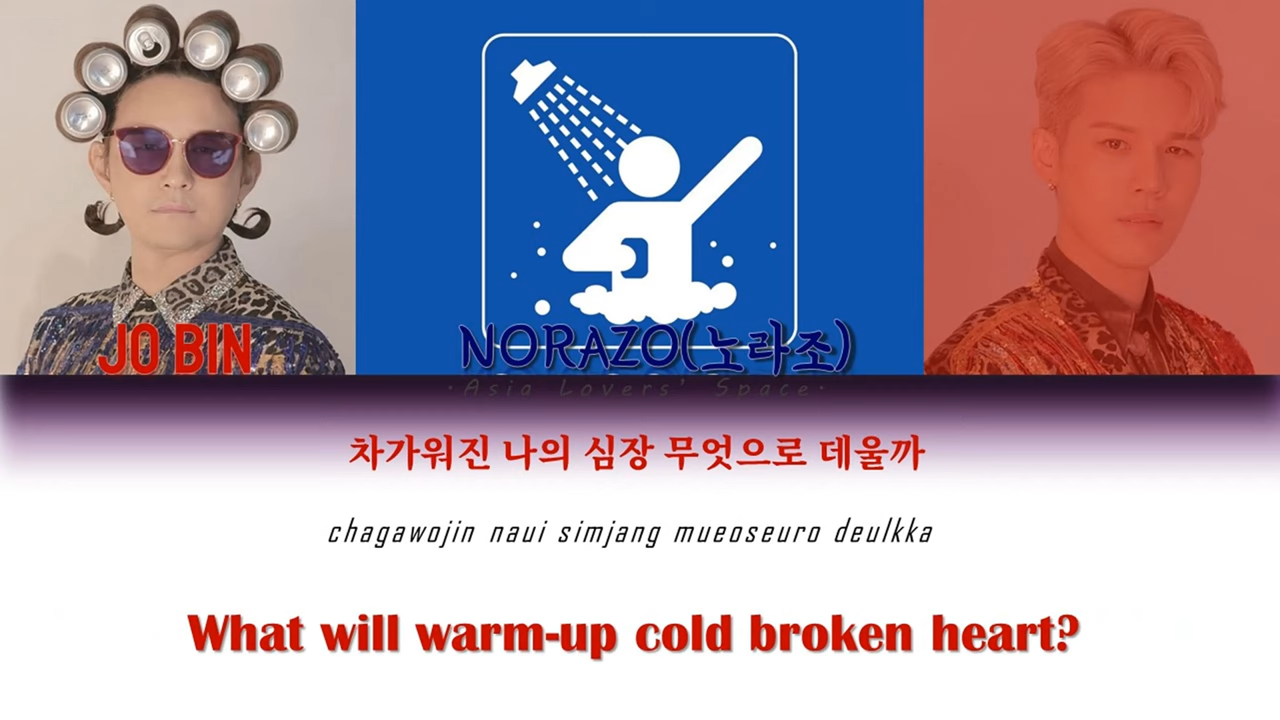 JO BIN
NORAZO(노라조)
·Asia Lovers' Space·
차가워진 나의 심장 무엇으로 데울까
chagawojin naui simjang mueoseuro deulkka
What will warm-up cold broken heart?